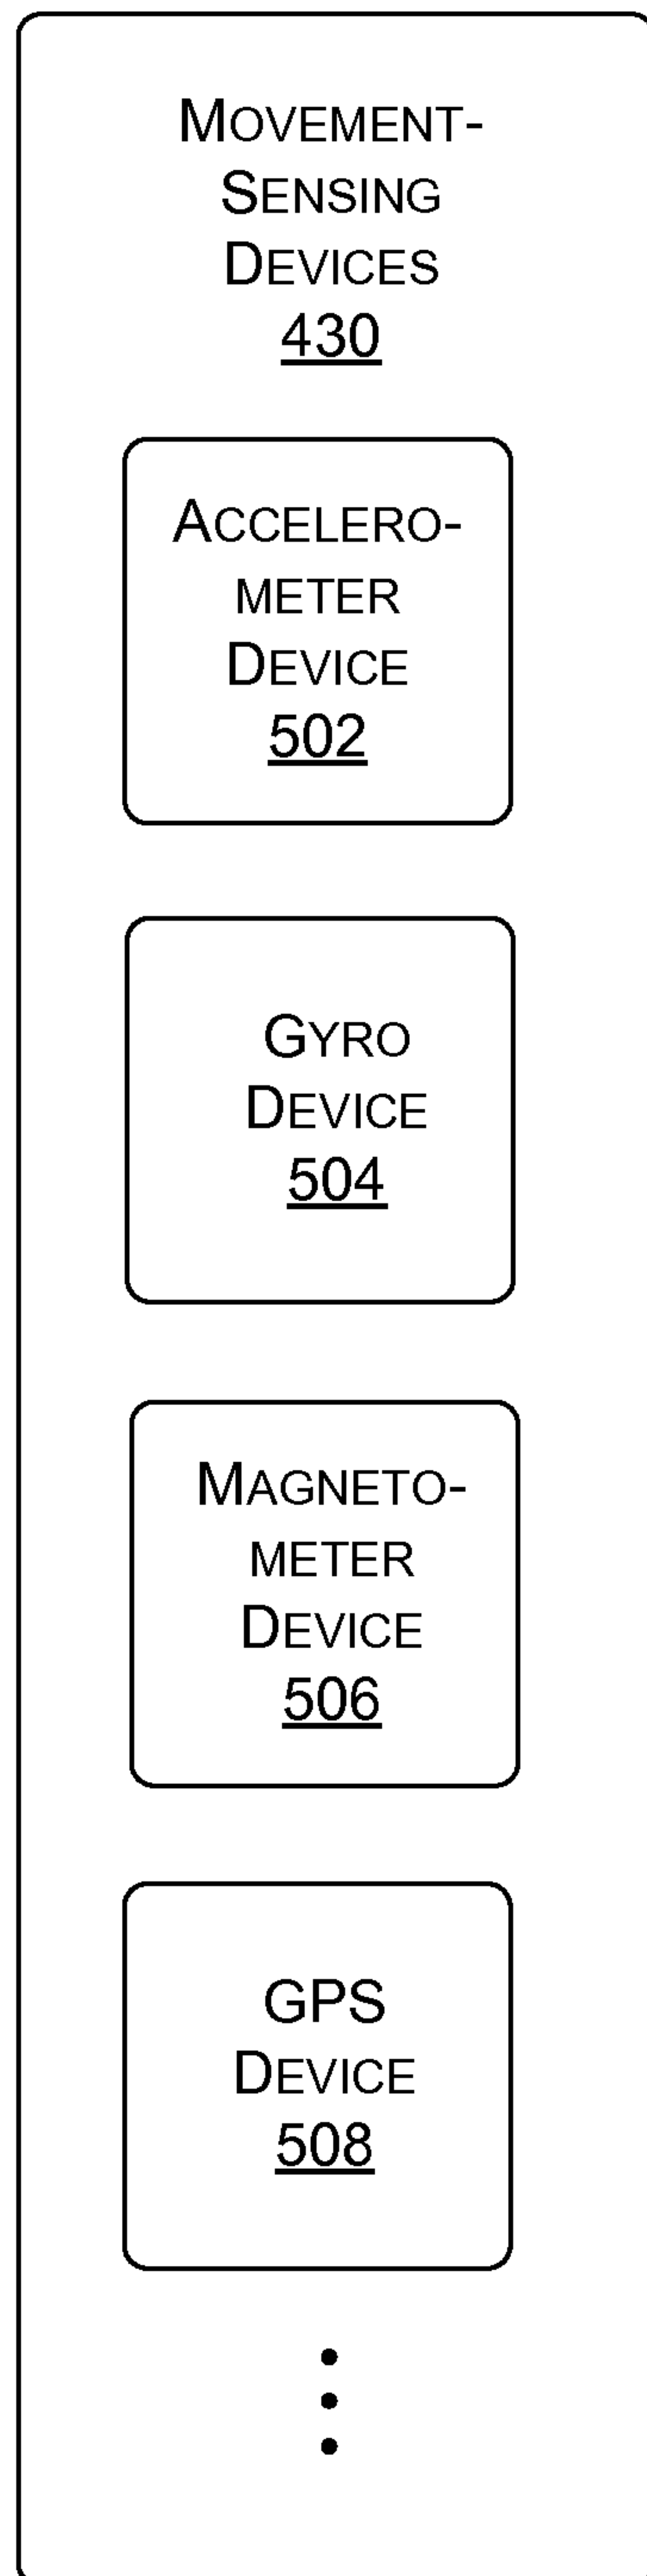 MOVEMENT-
SENSING
DEVICES
430
ACCELERO-
METER
DEVICE
502
GYRO
DEVICE
504
MAGNETO-
METER
DEVICE
506
GPS
DEVICE
508